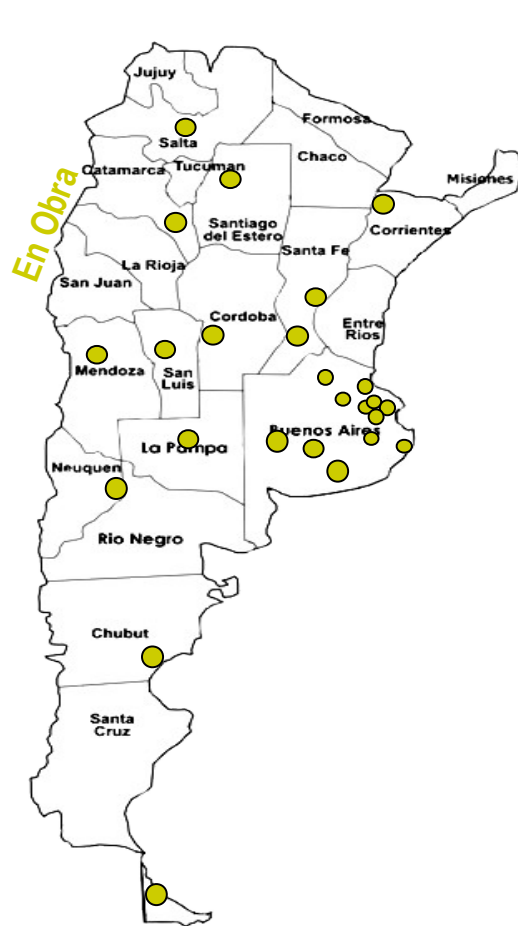 Jujuy
Formosa
Salta
Chaco
Tucuman
Catamarca
Misiones
En Obra
Santiago
del Estero
Corrientes
Santa Fe
La Rioja
San Juan
Cordoba
Entre
Rios
Mendoza
San
Luis
Buenos Aires
La Pampa
Neuquen
Rio Negro
Chubut
Santa
Cruz